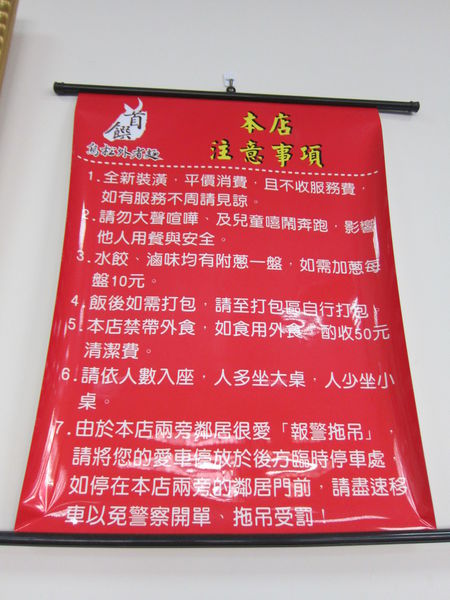 首饌
鳥松外省麵
本店
注意事項
1.全新裝潢，平價消費，且不收服務費，
如有服務不周請見諒。
2.請勿大聲喧嘩、及兒童嘻鬧奔跑，影響
他人用餐與安全。
3.水餃、滷味均有附蔥一盤，如需加蔥每
盤10元。
4.飯後如需打包，請至打包區自行打包！
5.本店禁帶外食，如食用外食，酌收50元
清潔費。
6.請依人數入座，人多坐大桌，人少坐小
桌。
7.由於本店兩旁鄰居很愛「報警拖吊」，
請將您的愛車停放於後方臨時停車處，
如停在本店兩旁的鄰居門前，請盡速移
車以免警察開單、拖吊受罰！